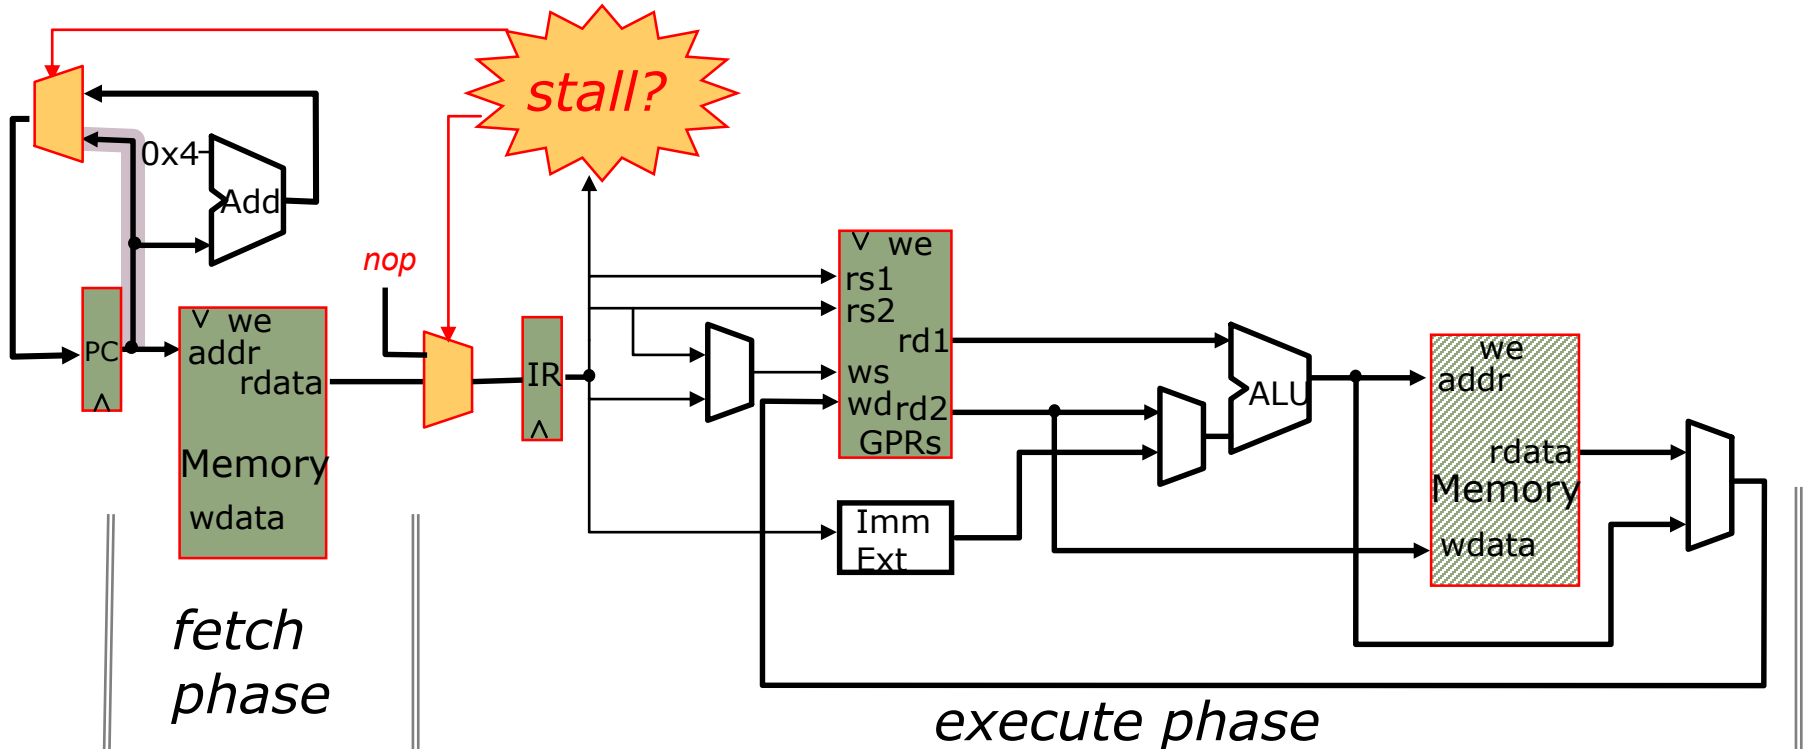 stall?
0x4
Add
nop
PC
we
addr
rdata
Memory
wdata
IR
we
rs1
rs2
rd1
ws
wd rd2
GPRs
Imm
Ext
ALU
we
addr
rdata
Memory
wdata
fetch
phase
execute phase